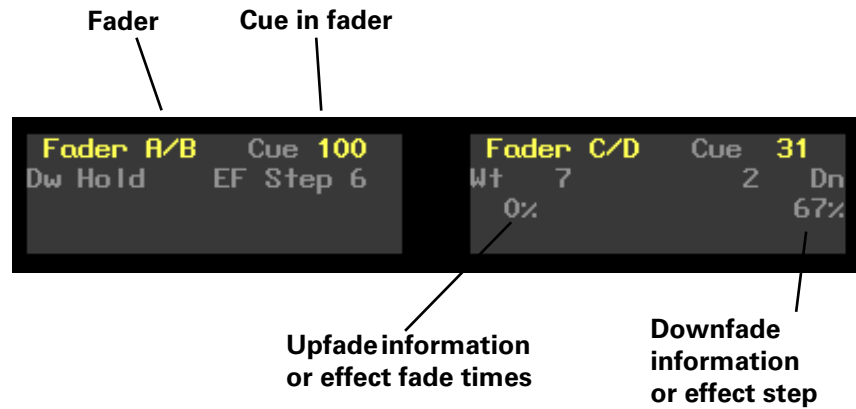 Fader
Cue in fader
Fader A/B Cue 100
Dw Hold EF Step 6
Fader C/D Cue 31
Wt 7 2 Dn
0% 67%
Upfade information
or effect fade times
Downfade
information
or effect step